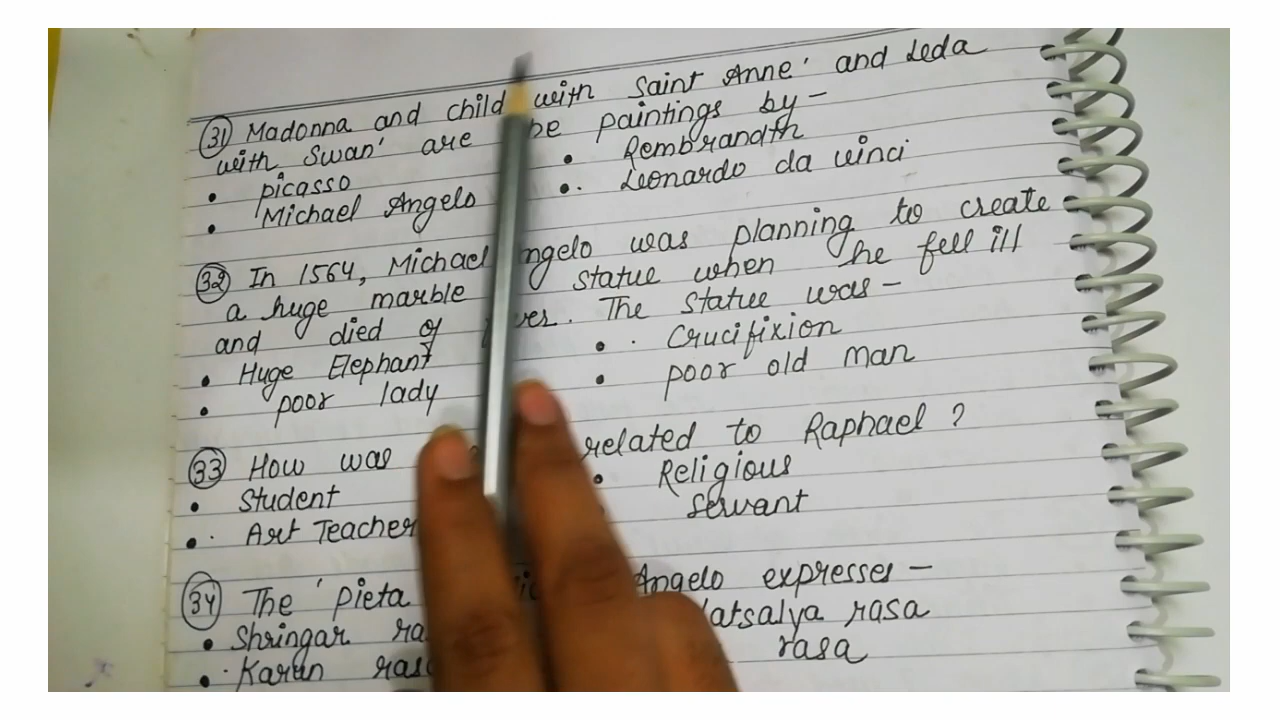 31 Madonna and child with Saint Anne' and Leda
with Swan' are be paintings by –
• picasso • Rembrandth
• Michael Angelo •. Leonardo da vinci
32 In 1564, Michael ngelo was planning to create
a huge marble statue when he fell ill
and died of ver. The statue was –
• Huge Elephant •. Crucifixion
• poor lady • poor old man
33 How was related to Raphael ?
• Student • Religious
•. Art Teacher Servant
34 The 'Pieta Angelo expresses –
• Shringar ras atsalya rasa
•. Karun rasa rasa